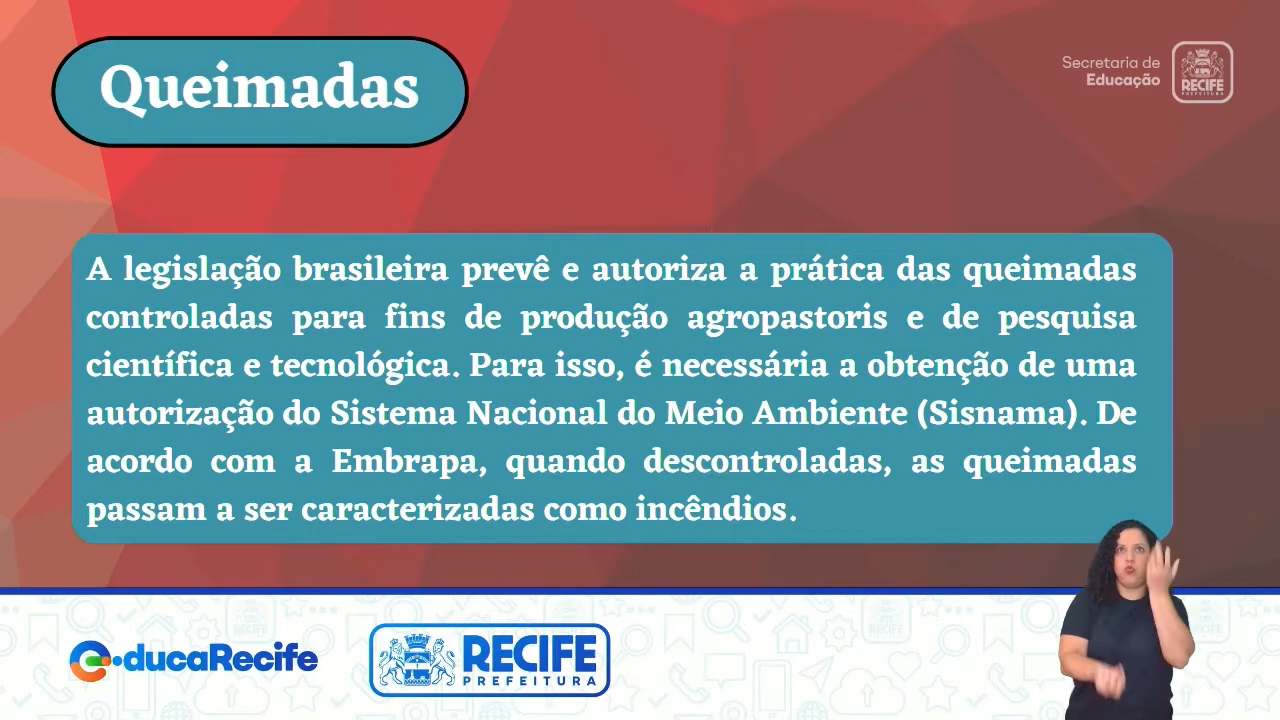 Queimadas
Secretaria de
Educação
RECIFE
PREFEITURA
A legislação brasileira prevê e autoriza a prática das queimadas
controladas para fins de produção agropastoris e de pesquisa
científica e tecnológica. Para isso, é necessária a obtenção de uma
autorização do Sistema Nacional do Meio Ambiente (Sisnama). De
acordo com a Embrapa, quando descontroladas, as queimadas
passam a ser caracterizadas como incêndios.
educaRecife
RECIFE
PREFEITURA